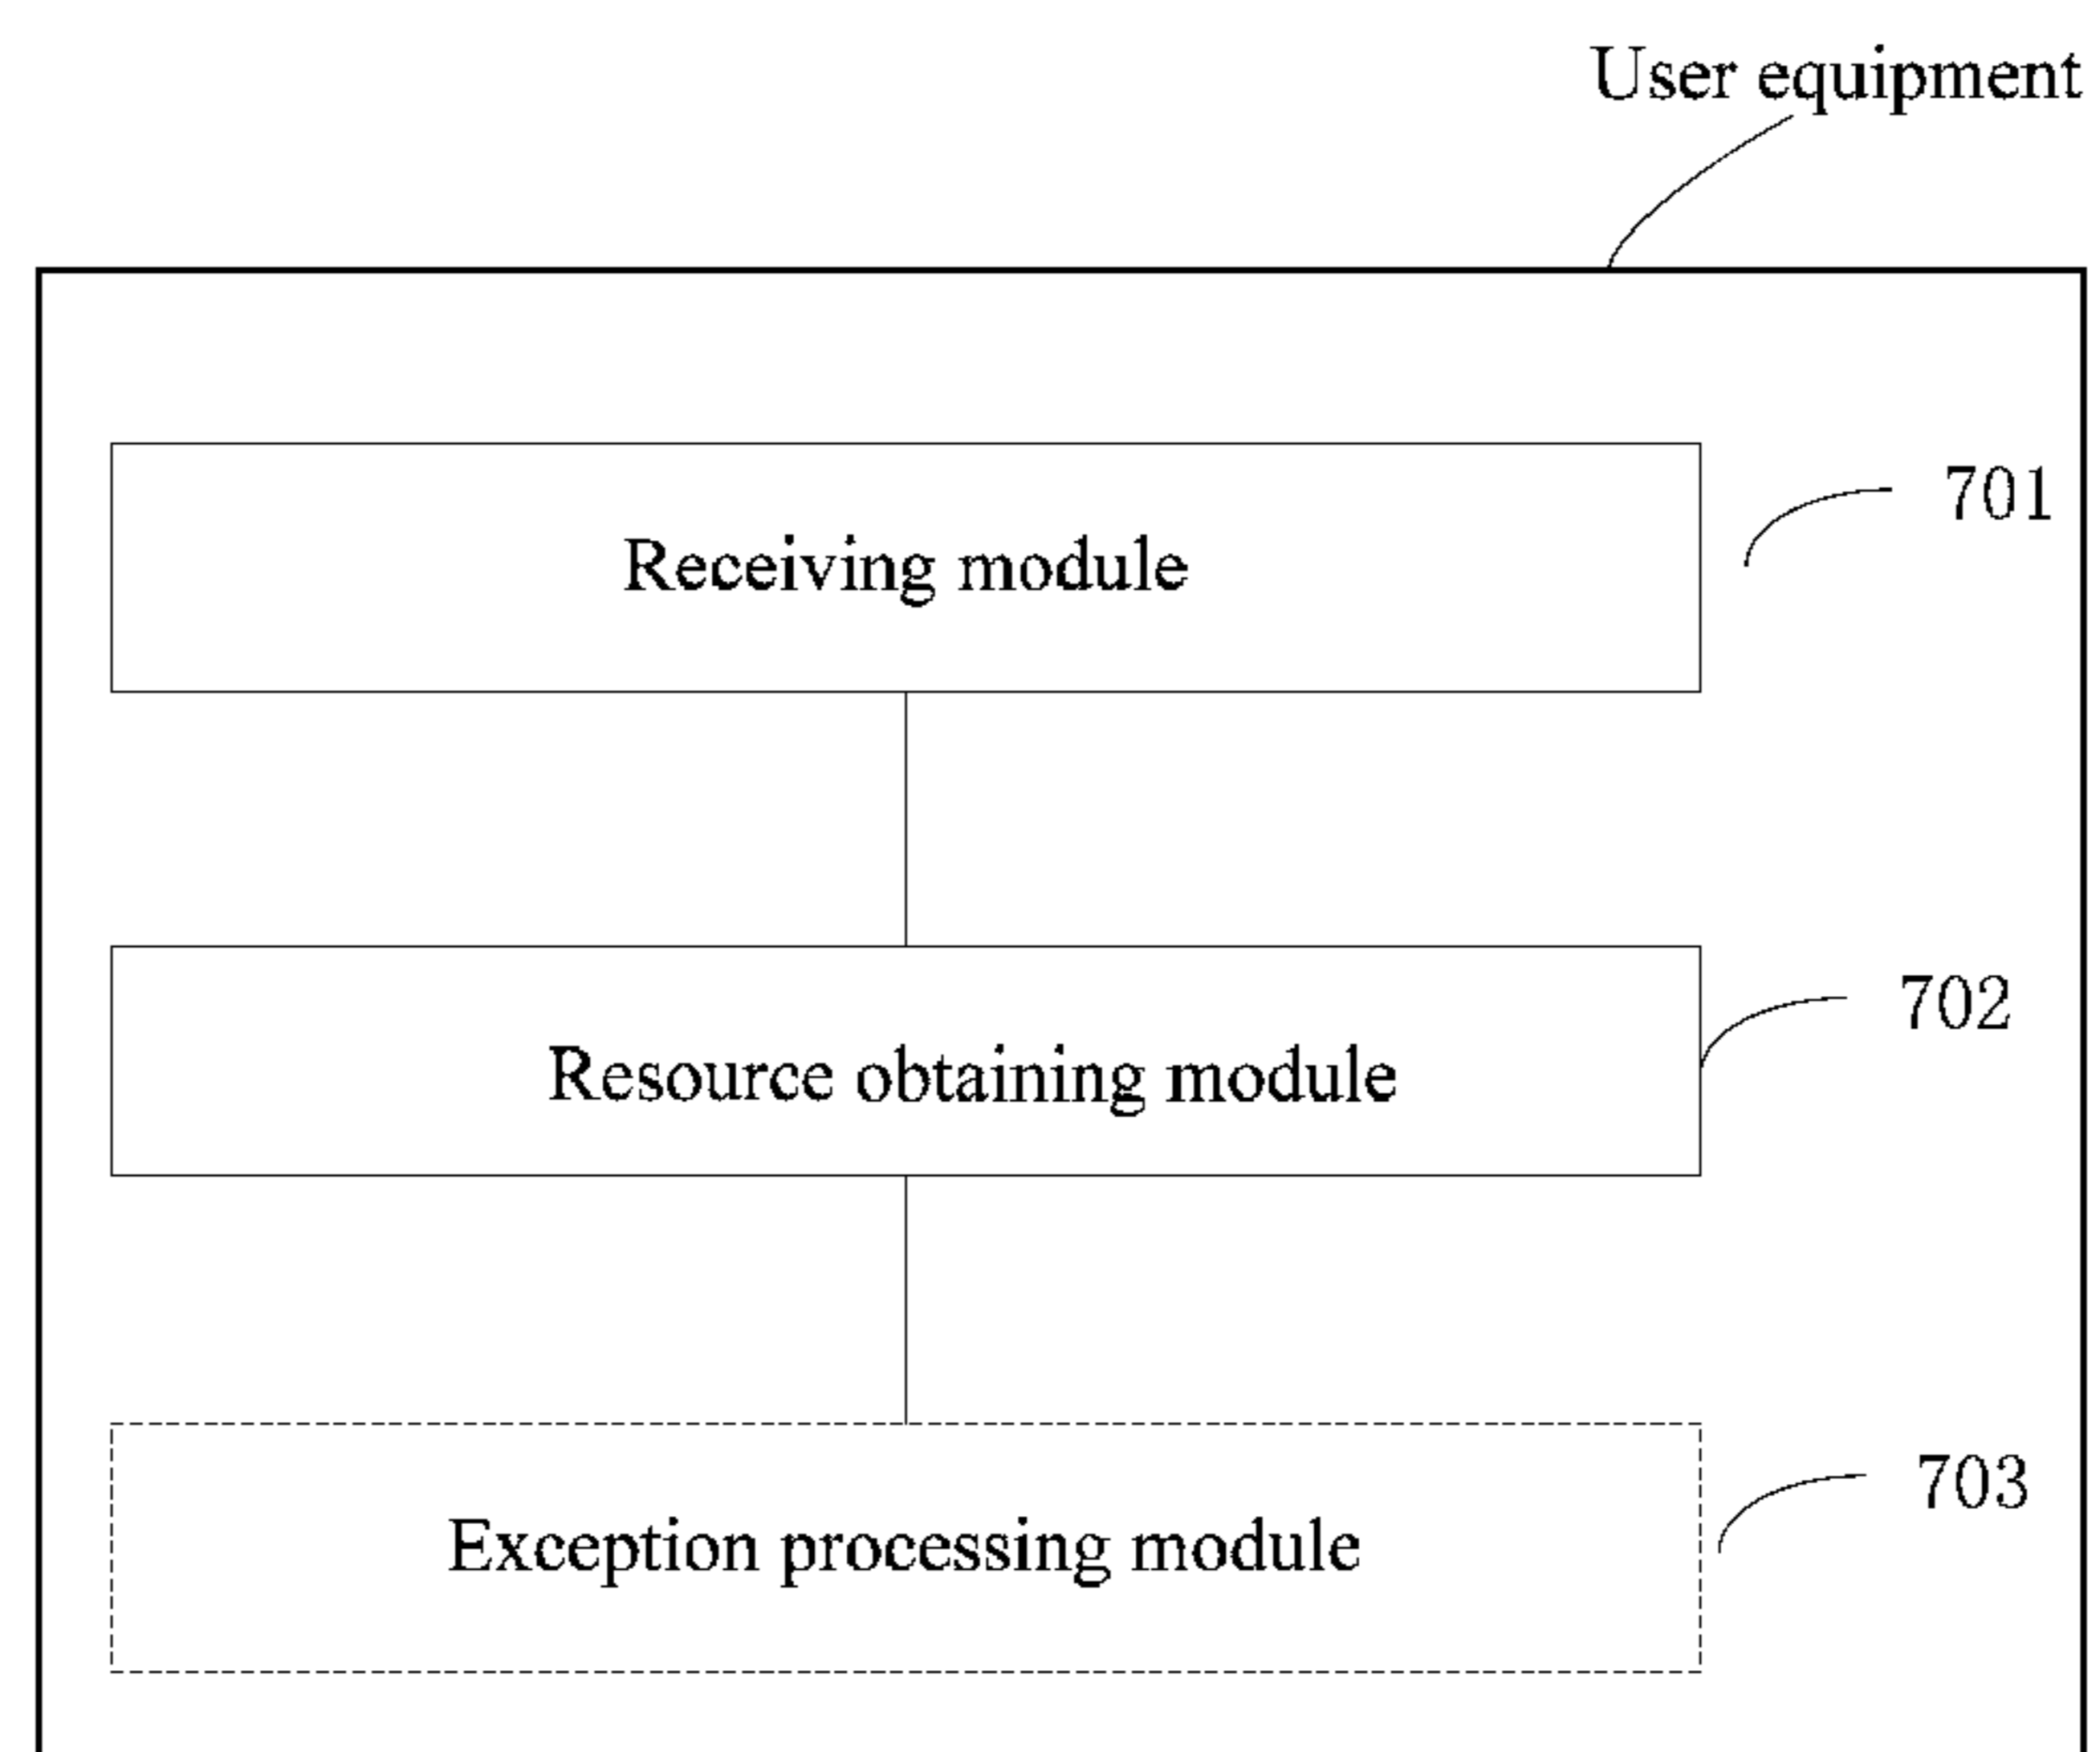 User equipment
701
Receiving module
702
Resource obtaining module
703
Exception processing module